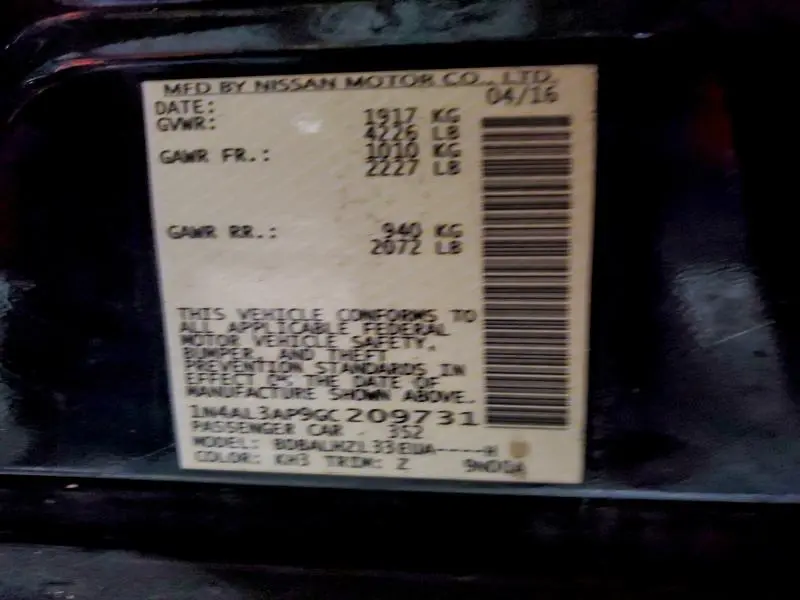 MFD BY NISSAN MOTOR CO., LTD.
DATE: 04/16
GVWR: 1917 KG
4226 LB
GAWR FR.: 1010 KG
2227 LB
GAWR RR.: 940 KG
2072 LB
THIS VEHICLE CONFORMS TO
ALL APPLICABLE FEDERAL
MOTOR VEHICLE SAFETY,
BUMPER, AND THEFT
PREVENTION STANDARDS IN
EFFECT ON THE DATE OF
MANUFACTURE SHOWN ABOVE.
1N4AL3AP9GC209731
PASSENGER CAR 352
MODEL:
COLOR: KH3 TRIM: Z